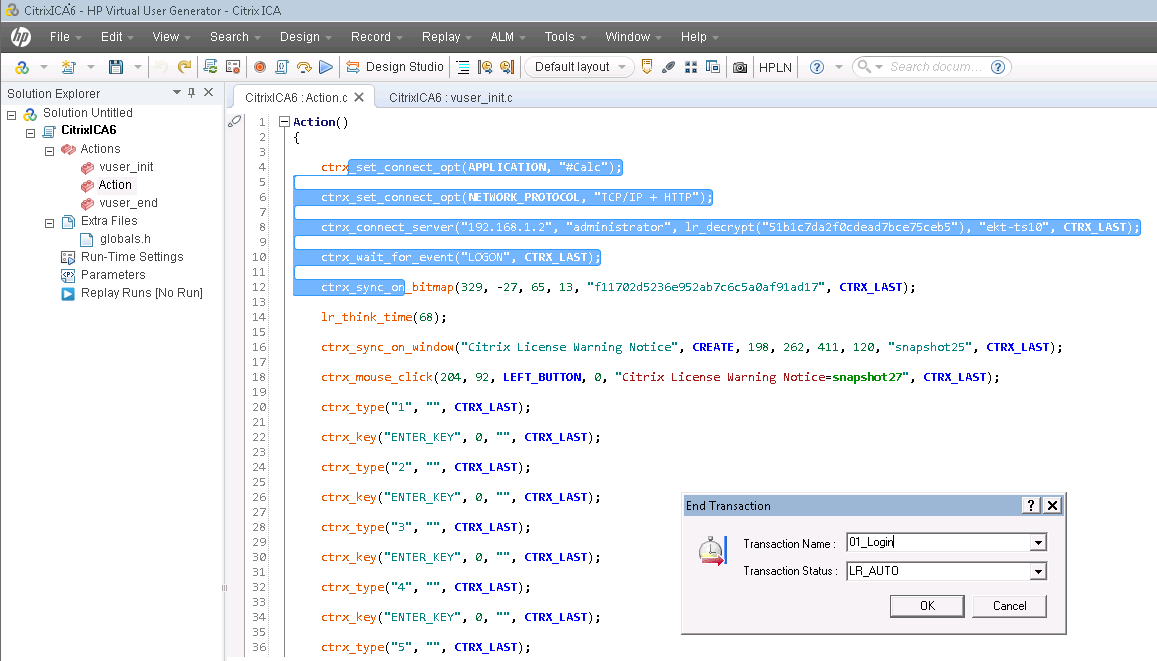 CitrixICA6* - HP Virtual User Generator - Citrix ICA
hp File Edit View Search Design Record Replay ALM Tools Window Help
Design Studio Default layout HPLN ? Search docum... ?
Solution Explorer
CitrixICA6 : Action.c CitrixICA6 : vuser_init.c
Solution Untitled
CitrixICA6
Actions
vuser_init
Action
vuser_end
Extra Files
globals.h
Run-Time Settings
Parameters
Replay Runs [No Run]
1 Action()
2 {
3
4 ctrx_set_connect_opt(APPLICATION, "#Calc");
5
6 ctrx_set_connect_opt(NETWORK_PROTOCOL, "TCP/IP + HTTP");
7
8 ctrx_connect_server("192.168.1.2", "administrator", lr_decrypt("51b1c7da2f0cdead7bce75ceb5"), "ekt-ts10", CTRX_LAST);
9
10 ctrx_wait_for_event("LOGON", CTRX_LAST);
11
12 ctrx_sync_on_bitmap(329, -27, 65, 13, "f11702d5236e952ab7c6c5a0af91ad17", CTRX_LAST);
13
14 lr_think_time(68);
15
16 ctrx_sync_on_window("Citrix License Warning Notice", CREATE, 198, 262, 411, 120, "snapshot25", CTRX_LAST);
17
18 ctrx_mouse_click(204, 92, LEFT_BUTTON, 0, "Citrix License Warning Notice=snapshot27", CTRX_LAST);
19
20 ctrx_type("1", "", CTRX_LAST);
21
22 ctrx_key("ENTER_KEY", 0, "", CTRX_LAST);
23
24 ctrx_type("2", "", CTRX_LAST);
25
26 ctrx_key("ENTER_KEY", 0, "", CTRX_LAST);
27
28 ctrx_type("3", "", CTRX_LAST);
29
30 ctrx_key("ENTER_KEY", 0, "", CTRX_LAST);
31
32 ctrx_type("4", "", CTRX_LAST);
33
34 ctrx_key("ENTER_KEY", 0, "", CTRX_LAST);
35
36 ctrx_type("5", "", CTRX_LAST);
End Transaction
Transaction Name : 01_Login
Transaction Status : LR_AUTO
OK Cancel